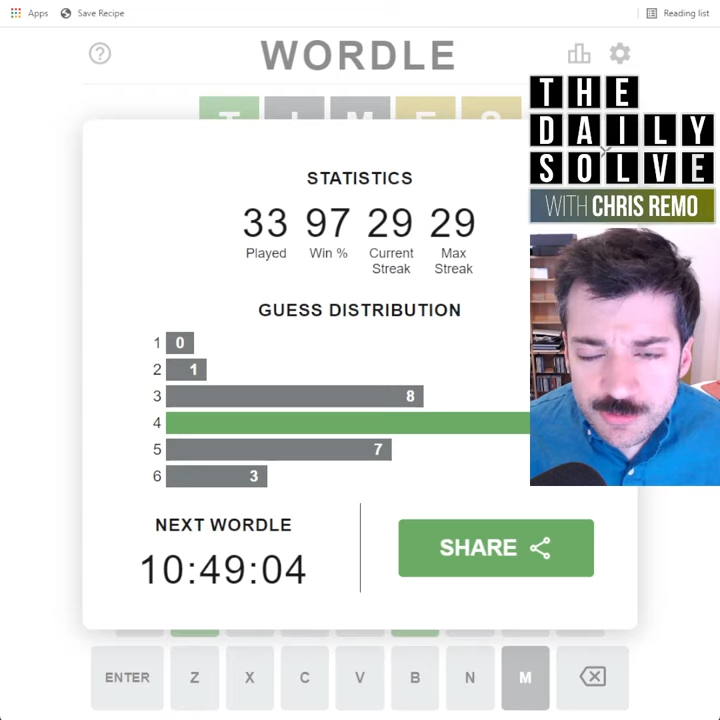 Apps Save Recipe Reading list
WORDLE
THE
DAILY
SOLVE
WITH CHRIS REMO
STATISTICS
33 97 29 29
Played Win % Current Streak Max Streak
GUESS DISTRIBUTION
1 0
2 1
3 8
4
5 7
6 3
NEXT WORDLE
10:49:04
SHARE
ENTER Z X C V B N M